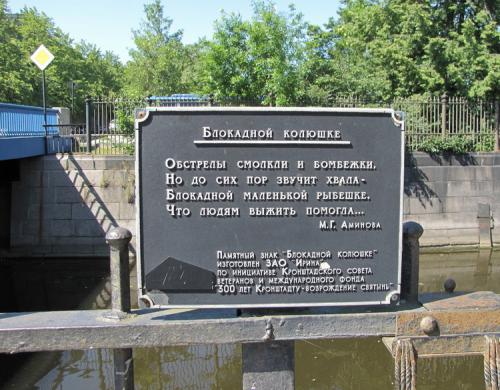 Блокадной колюшке
Обстрелы смолкли и бомбежки,
Но до сих пор звучит хвала-
Блокадной маленькой рыбешке,
Что людям выжить помогла...
М.Г. Аминова
Памятный знак "Блокадной колюшке"
изготовлен ЗАО "Ирина"
по инициативе Кронштадского совета
ветеранов и международного фонда
"300 лет Кронштадту-возрождение святынь"